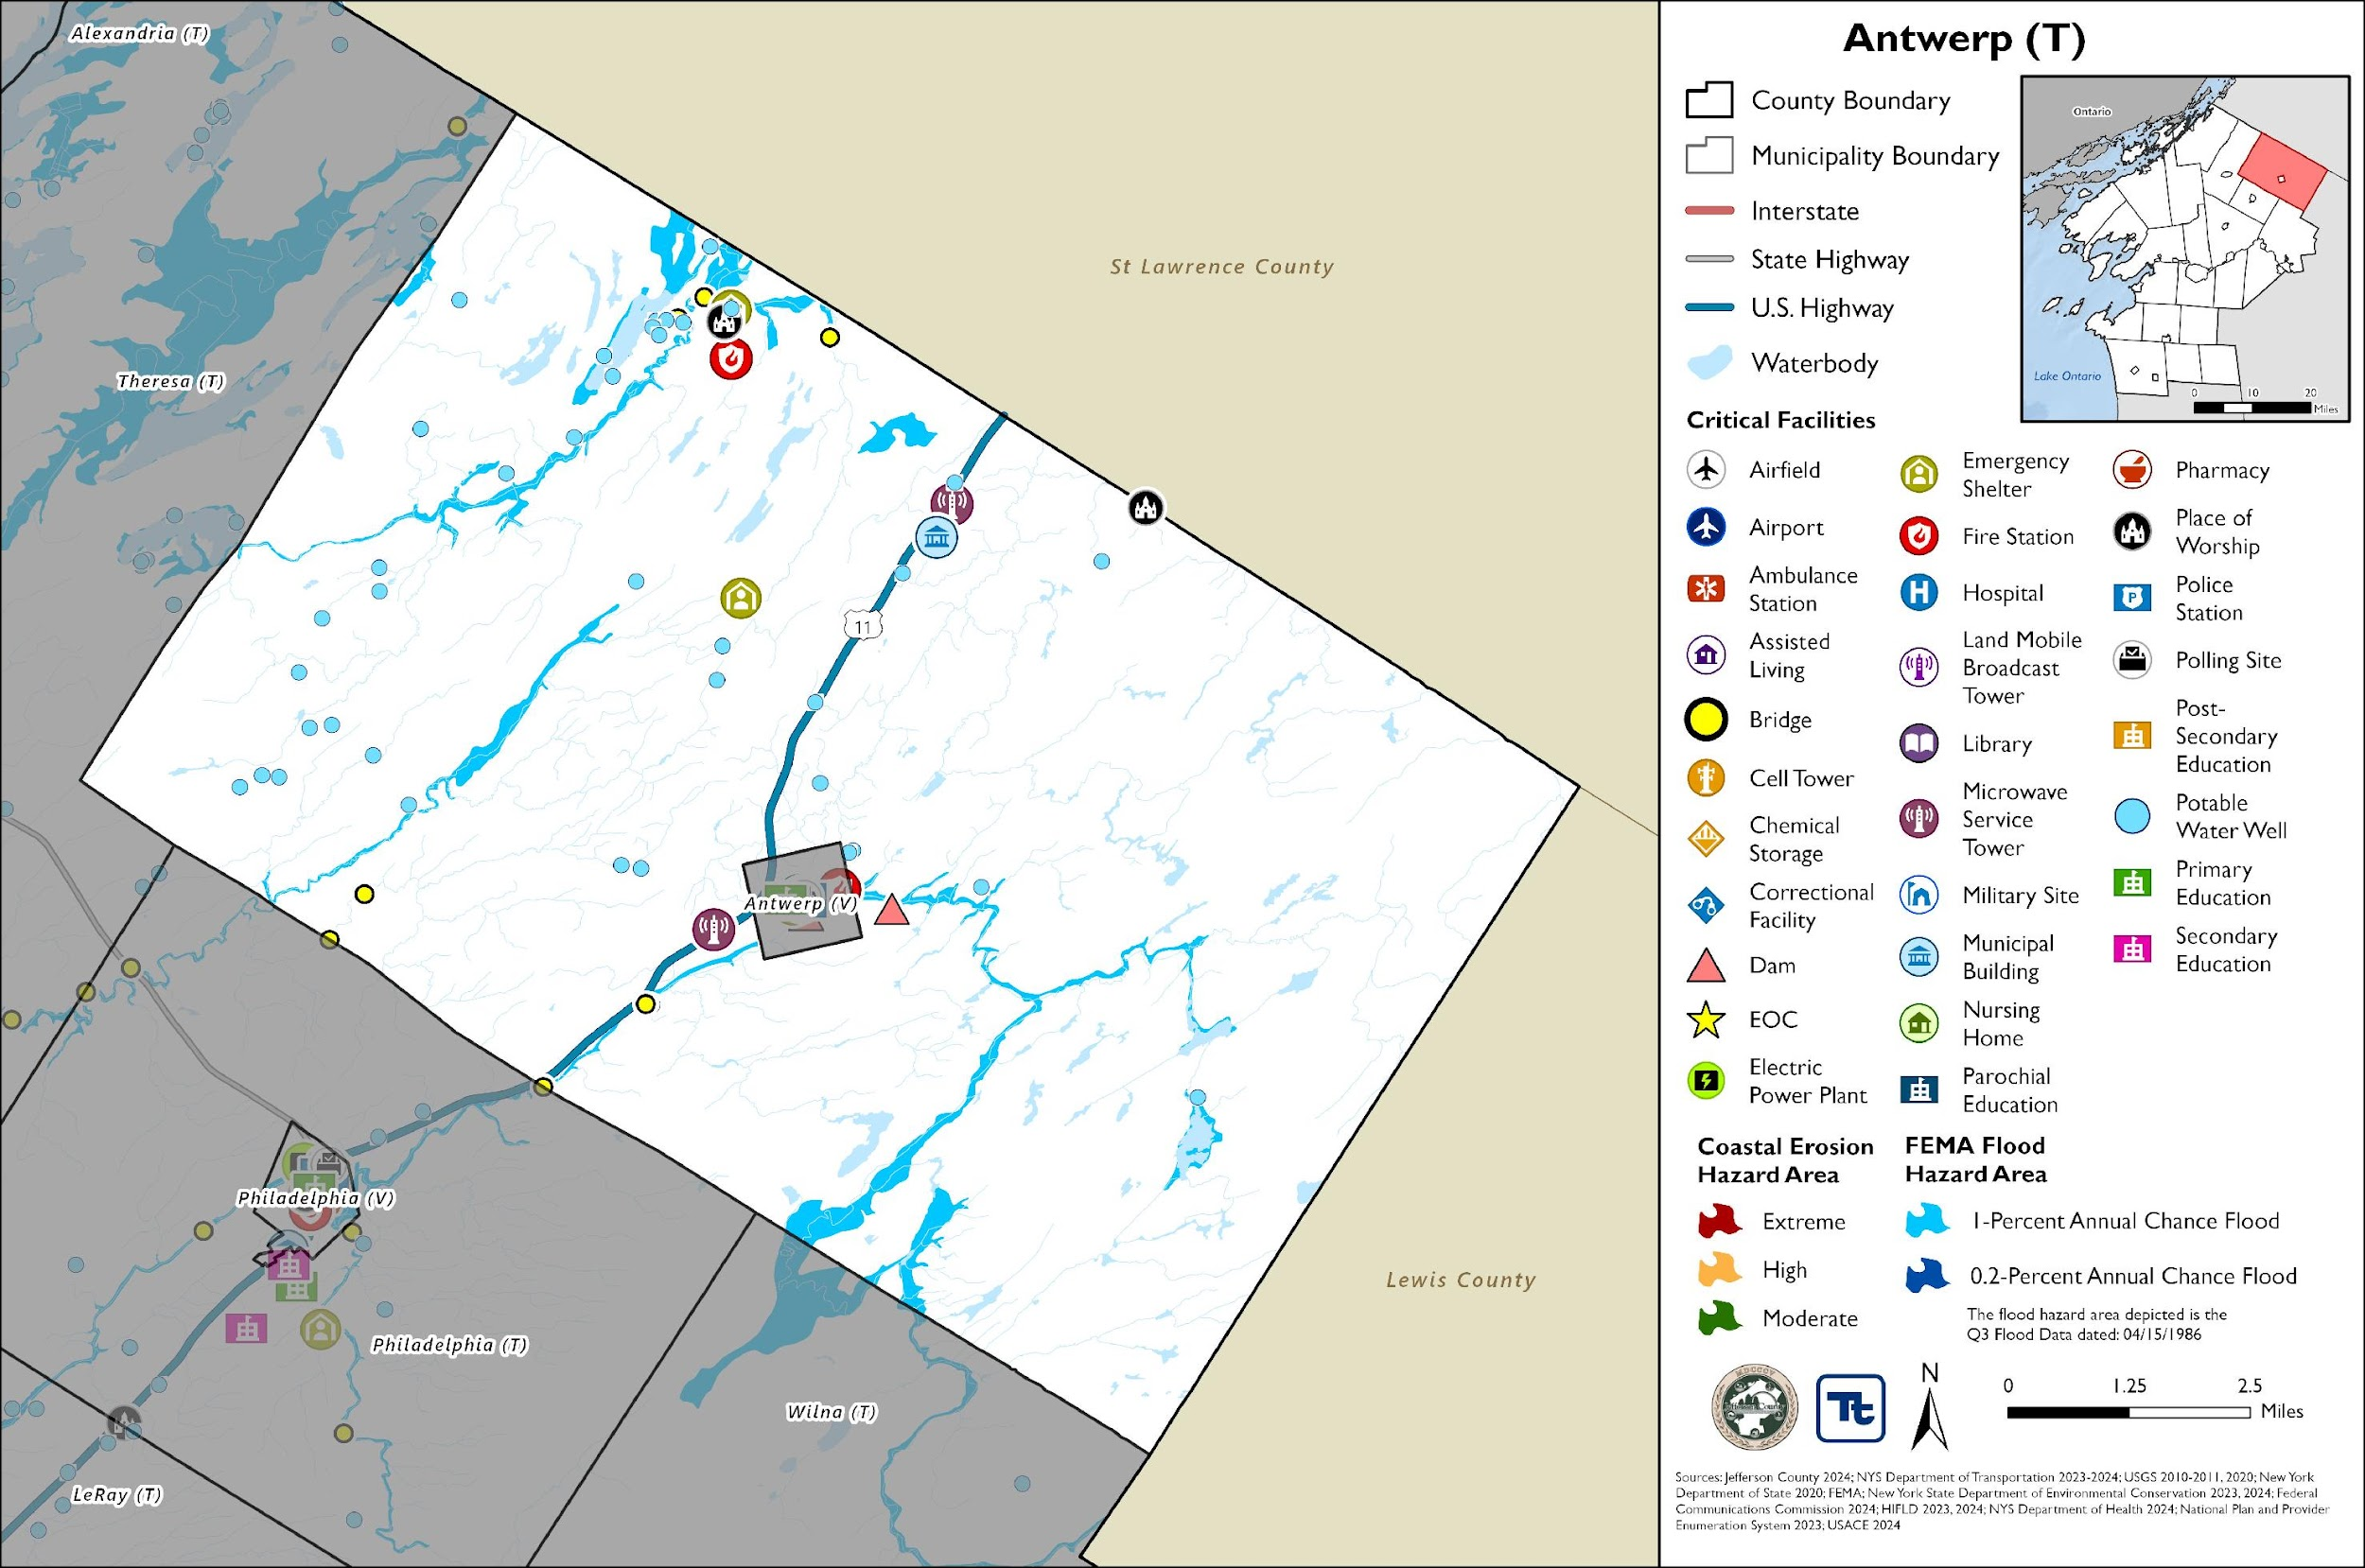 Alexandria (T)
Theresa (T)
St Lawrence County
11
Antwerp (V)
Philadelphia (V)
Philadelphia (T)
Wilna (T)
LeRay (T)
Lewis County
Antwerp (T)
County Boundary
Municipality Boundary
Interstate
State Highway
U.S. Highway
Waterbody
Ontario
Lake Ontario
0 10 20
Miles
Critical Facilities
Airfield
Airport
Ambulance
Station
Assisted
Living
Bridge
Cell Tower
Chemical
Storage
Correctional
Facility
Dam
EOC
Electric
Power Plant
Emergency
Shelter
Fire Station
H
Hospital
Land Mobile
Broadcast
Tower
Library
Microwave
Service
Tower
Military Site
Municipal
Building
Nursing
Home
Parochial
Education
Pharmacy
Place of
Worship
P
Police
Station
Polling Site
Post-
Secondary
Education
Potable
Water Well
Primary
Education
Secondary
Education
Coastal Erosion
Hazard Area
Extreme
High
Moderate
FEMA Flood
Hazard Area
1-Percent Annual Chance Flood
0.2-Percent Annual Chance Flood
The flood hazard area depicted is the
Q3 Flood Data dated: 04/15/1986
Tt
N
0 1.25 2.5
Miles
Sources: Jefferson County 2024; NYS Department of Transportation 2023-2024; USGS 2010-2011, 2020; New York
Department of State 2020; FEMA; New York State Department of Environmental Conservation 2023, 2024; Federal
Communications Commission 2024; HIFLD 2023, 2024; NYS Department of Health 2024; National Plan and Provider
Enumeration System 2023; USACE 2024